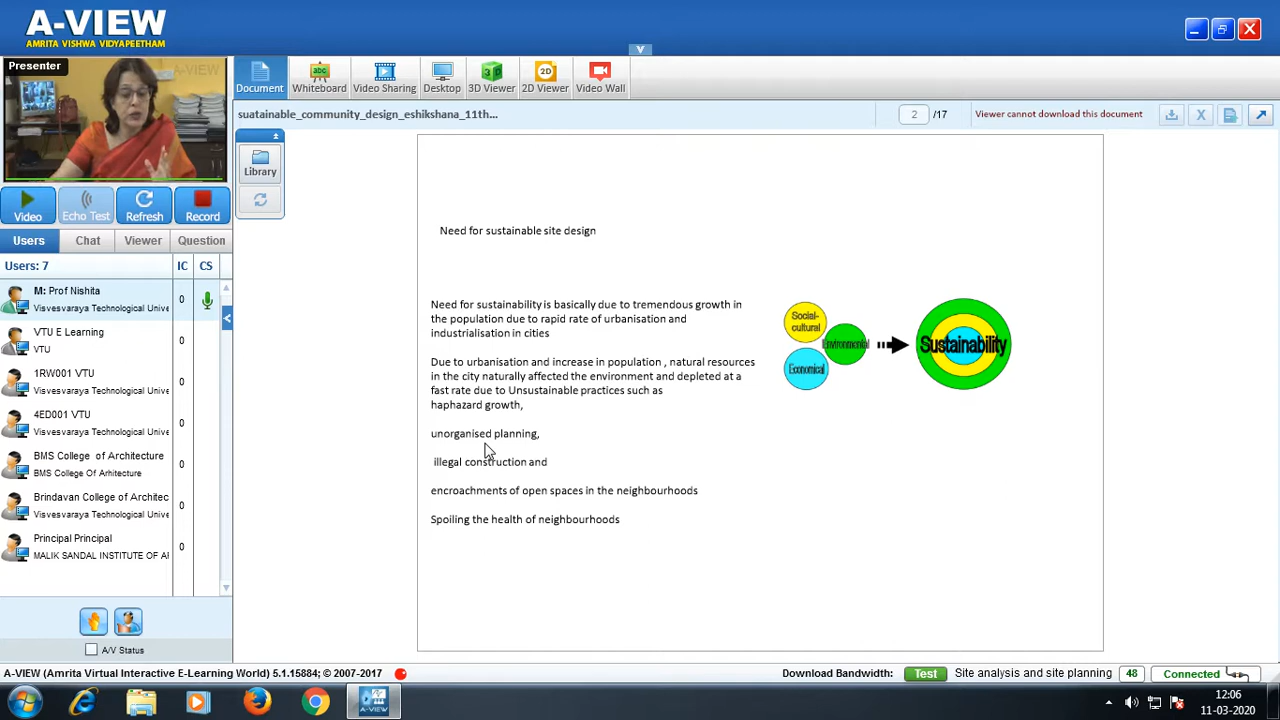 A-VIEW
AMRITA VISHWA VIDYAPEETHAM
V
Presenter
A-VIEW
Document
Whiteboard
Video Sharing
Desktop
3D Viewer
2D Viewer
Video Wall
suatainable_community_design_eshikshana_11th...
2 /17
Viewer cannot download this document
Library
Video
Echo Test
Refresh
Record
Users
Chat
Viewer
Question
Users: 7
IC
CS
M: Prof Nishita
Visvesvaraya Technological Unive
0
VTU E Learning
VTU
0
1RW001 VTU
Visvesvaraya Technological Unive
0
4ED001 VTU
Visvesvaraya Technological Unive
0
BMS College of Architecture
BMS College Of Arhitecture
0
Brindavan College of Architec
Visvesvaraya Technological Unive
0
Principal Principal
MALIK SANDAL INSTITUTE OF AR
0
A/V Status
Need for sustainable site design
Need for sustainability is basically due to tremendous growth in
the population due to rapid rate of urbanisation and
industrialisation in cities
Due to urbanisation and increase in population , natural resources
in the city naturally affected the environment and depleted at a
fast rate due to Unsustainable practices such as
haphazard growth,
unorganised planning,
illegal construction and
encroachments of open spaces in the neighbourhoods
Spoiling the health of neighbourhoods
Social-
cultural
Environmental
Economical
Sustainability
A-VIEW (Amrita Virtual Interactive E-Learning World) 5.1.15884; © 2007-2017
Download Bandwidth:
Test
Site analysis and site planning
48
Connected
12:06
11-03-2020